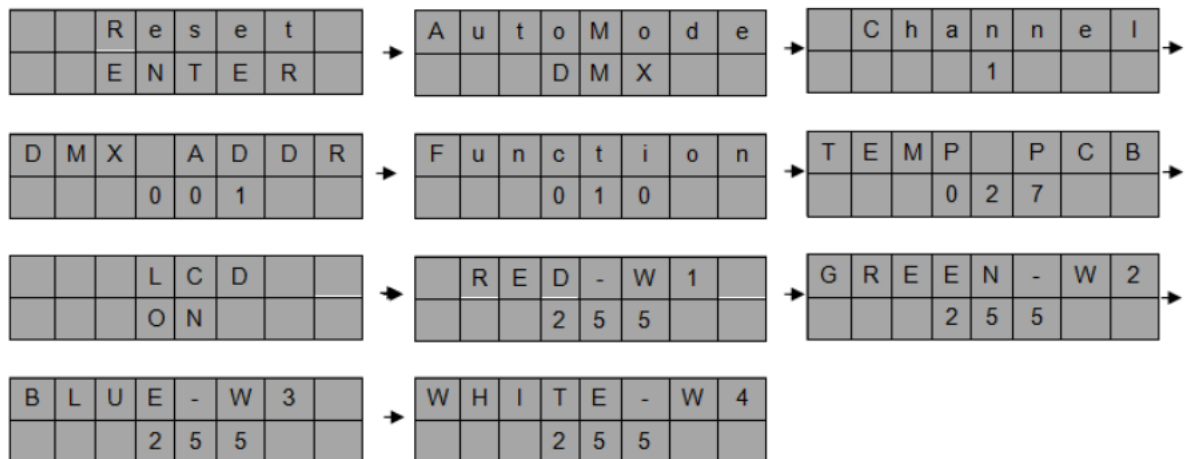 Reset
ENTER
AutoMode
DMX
Channel
1
DMX ADDR
001
Function
010
TEMP PCB
027
LCD
ON
RED-W1
255
GREEN-W2
255
BLUE-W3
255
WHITE-W4
255